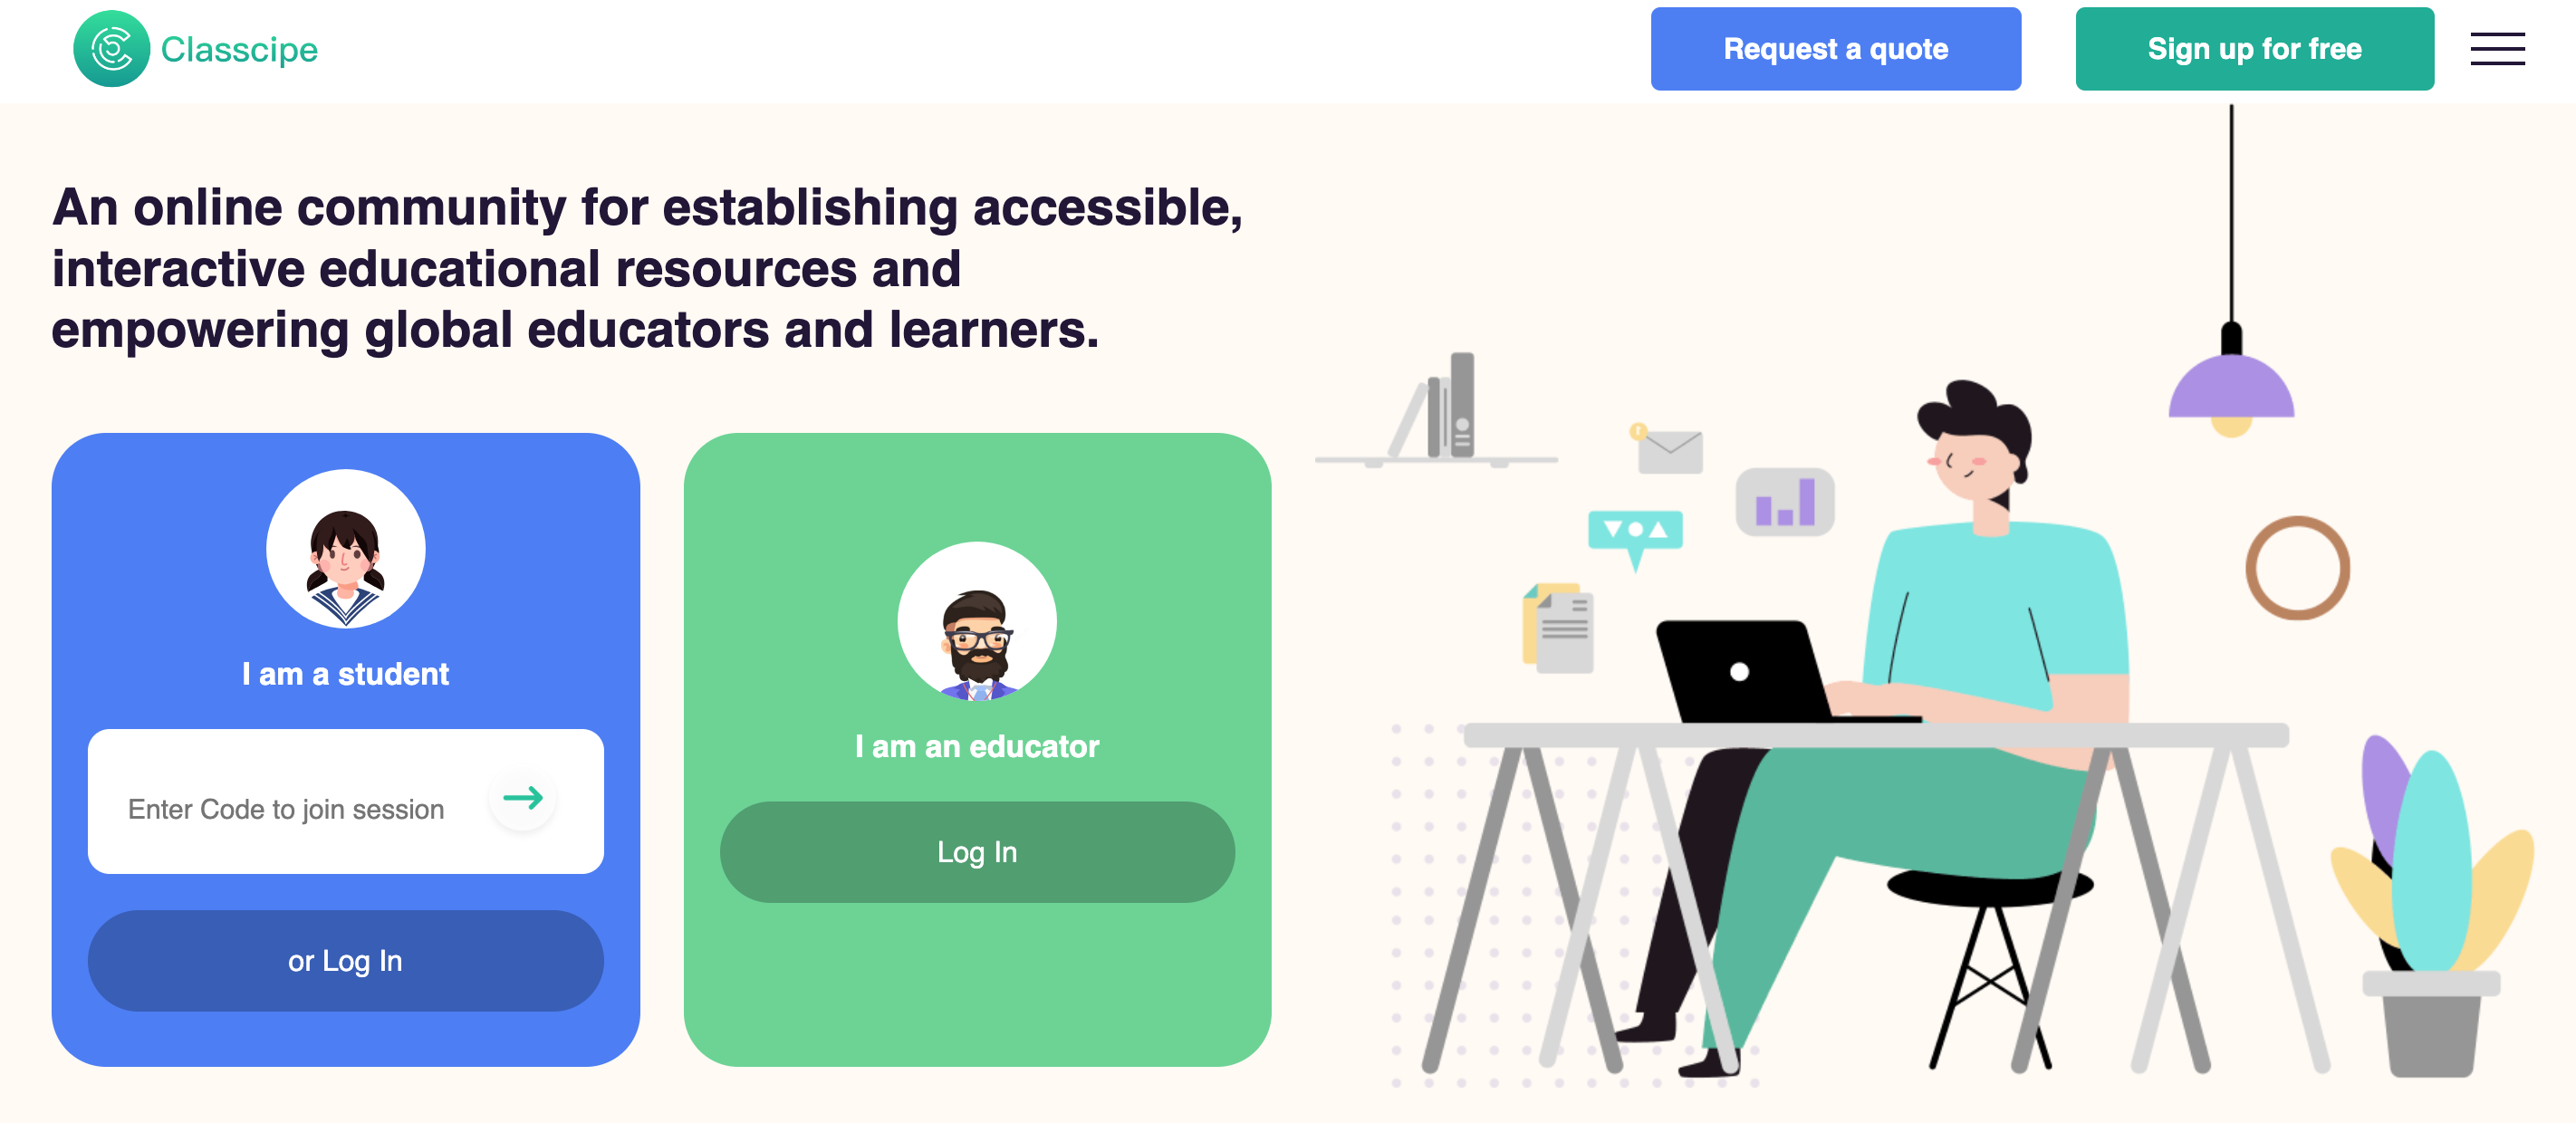 Classcipe
Request a quote
Sign up for free
An online community for establishing accessible,
interactive educational resources and
empowering global educators and learners.
I am a student
Enter Code to join session
or Log In
I am an educator
Log In